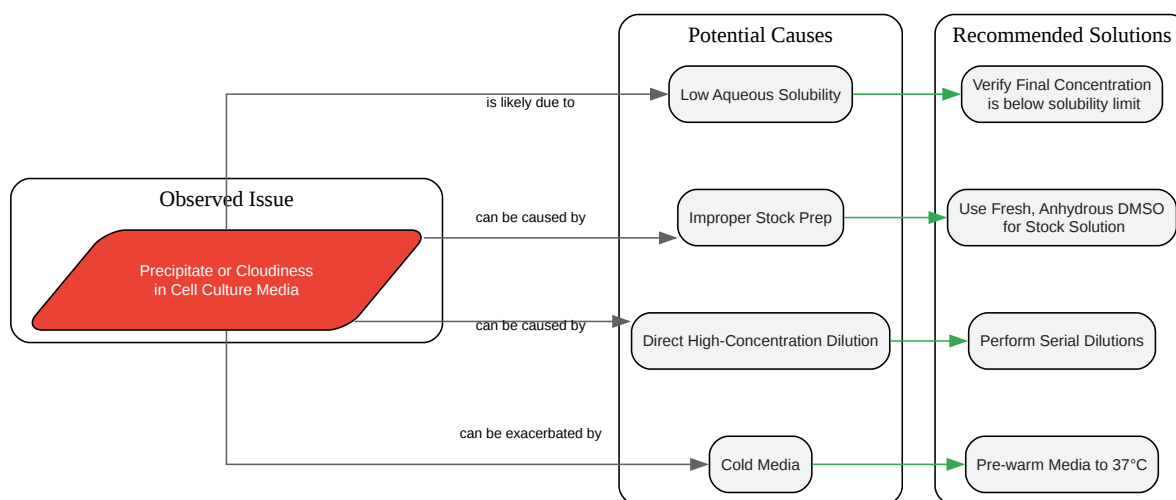 Potential Causes
Recommended Solutions
Low Aqueous Solubility
Verify Final Concentration
is below solubility limit
is likely due to
Observed Issue
can be caused by
Improper Stock Prep
Use Fresh, Anhydrous DMSO
for Stock Solution
Precipitate or Cloudiness
in Cell Culture Media
can be caused by
Direct High-Concentration Dilution
Perform Serial Dilutions
can be exacerbated by
Cold Media
Pre-warm Media to 37°C